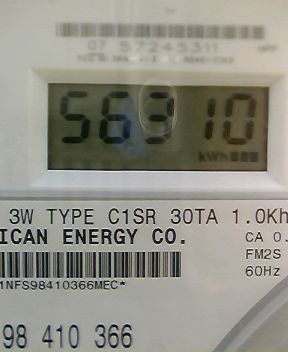 07 57245311
56310
kWh
3W TYPE C1SR 30TA 1.0Kh
ICAN ENERGY CO.
CA 0.
FM2S
60Hz
1NFS98410366MEC*
98 410 366